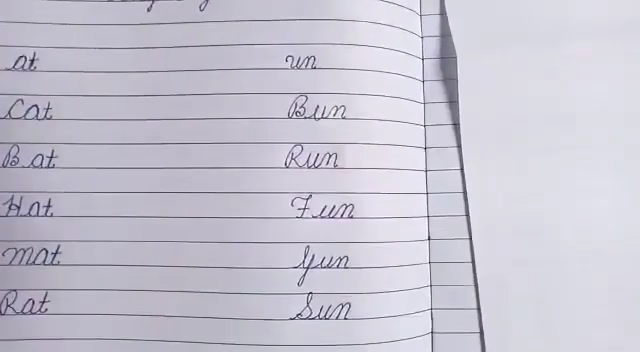 at un
Cat Bun
Bat Run
Hat Fun
mat Gun
Rat Sun